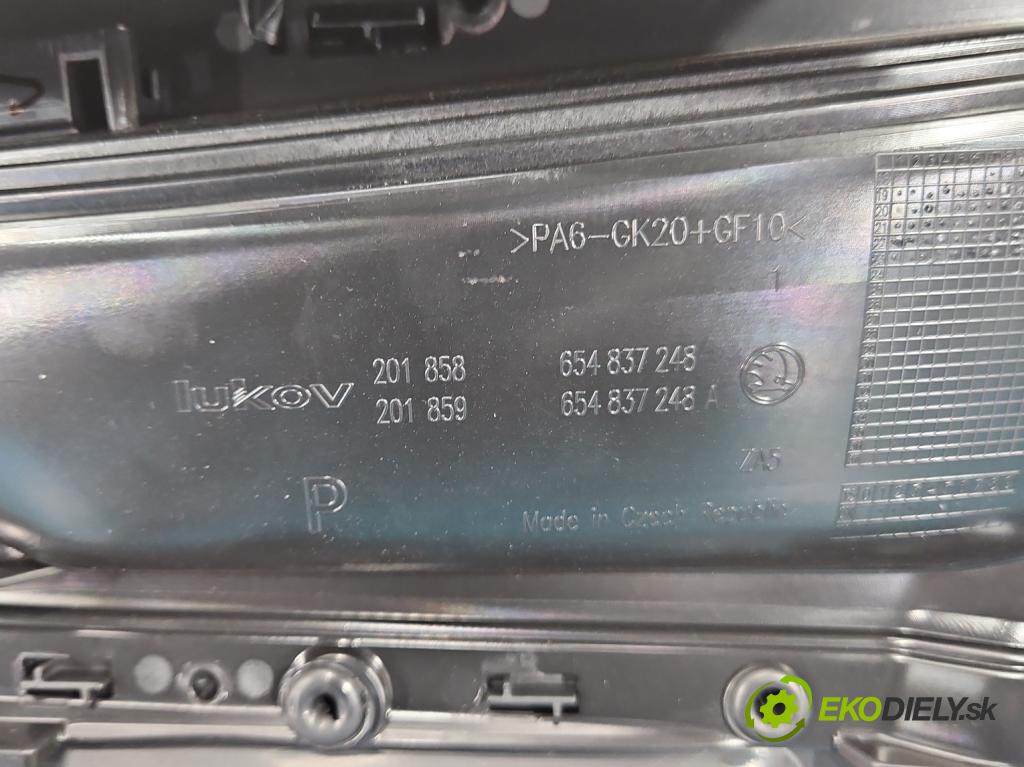 >PA6-GK20+GF10<
1
lukov
201 858
654 837 248
201 859
654 837 248 A
ZA5
P
Made in Czech Republic
EKODIELY.sk